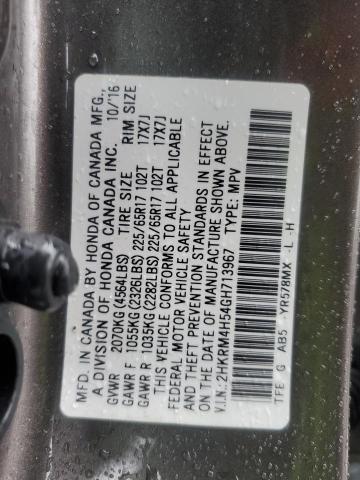 MFD. IN CANADA BY HONDA OF CANADA MFG.,
A DIVISION OF HONDA CANADA INC. 10/'16
GVWR 2070KG (4564LBS) TIRE SIZE RIM SIZE
GAWR F 1055KG (2326LBS) 225/65R17 102T 17X7J
GAWR R 1035KG (2282LBS) 225/65R17 102T 17X7J
THIS VEHICLE CONFORMS TO ALL APPLICABLE
FEDERAL MOTOR VEHICLE SAFETY
AND THEFT PREVENTION STANDARDS IN EFFECT
ON THE DATE OF MANUFACTURE SHOWN ABOVE.
V.I.N.: 2HKRM4H54GH713967 TYPE: MPV
TFE G AB5 -YR578MX -L -H